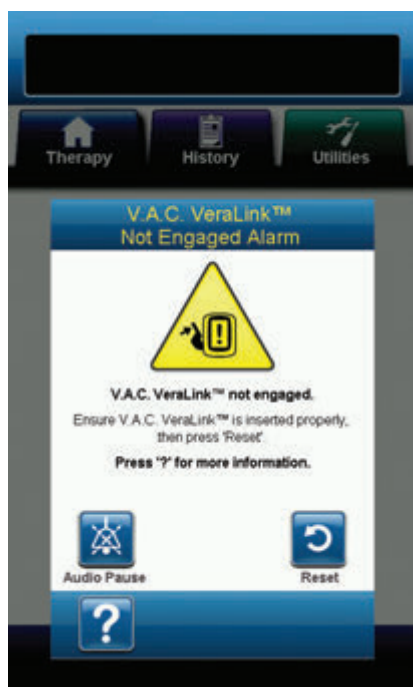 Therapy History Utilities
V.A.C. VeraLink™
Not Engaged Alarm
!
V.A.C. VeraLink™ not engaged.
Ensure V.A.C. VeraLink™ is inserted properly,
then press 'Reset'.
Press '?' for more information.
Audio Pause Reset
?